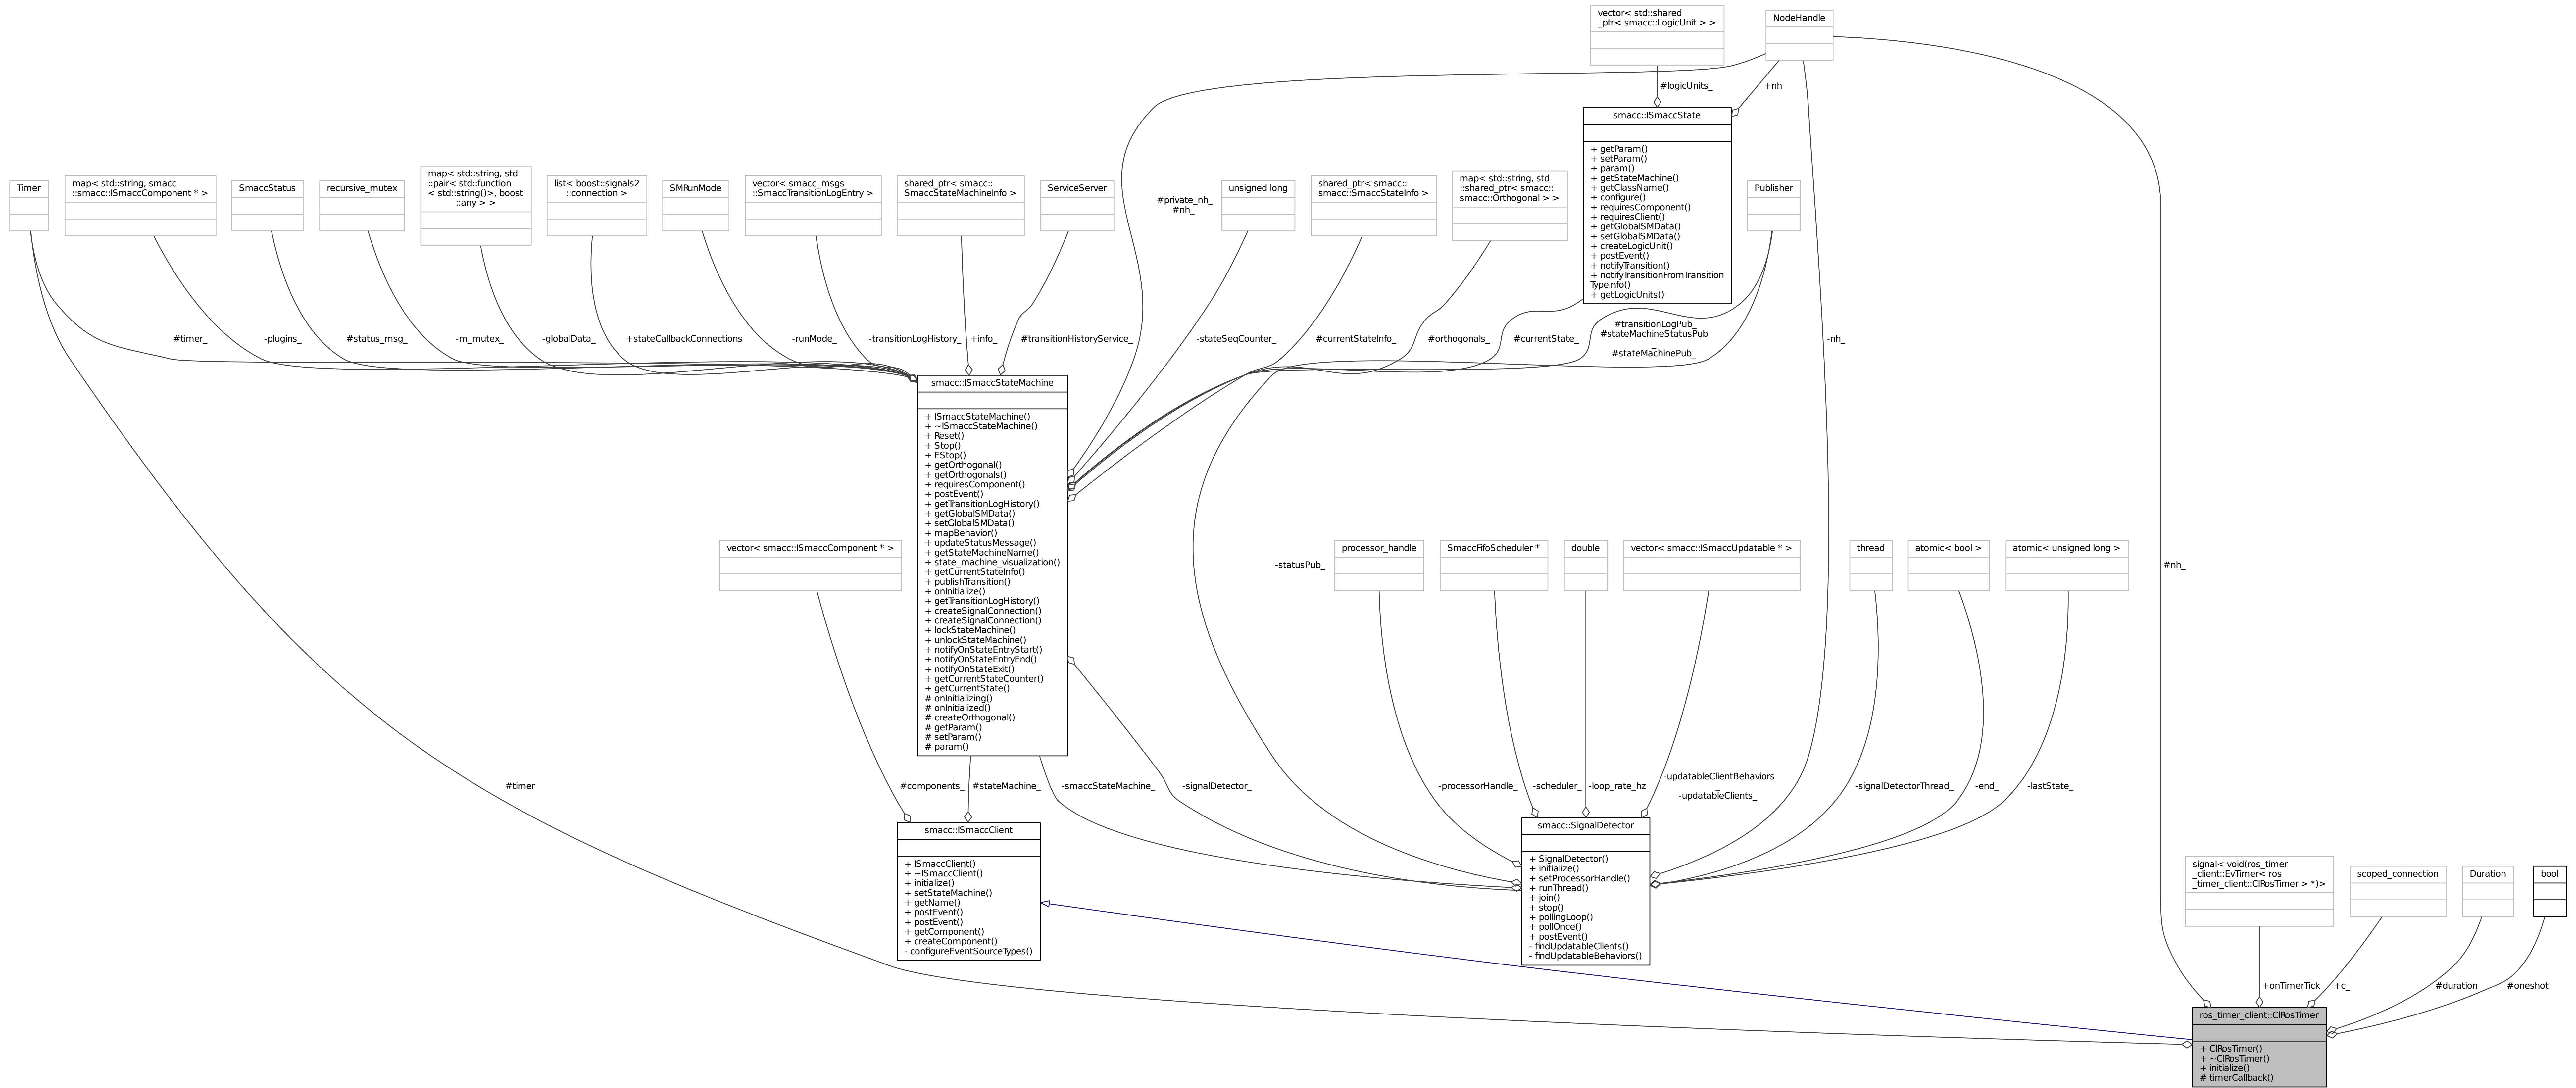 vector< std::shared
_ptr< smacc::LogicUnit > >
NodeHandle
#logicUnits_
+nh
smacc::ISmaccState
+ getParam()
+ setParam()
+ param()
+ getStateMachine()
+ getClassName()
+ configure()
+ requiresComponent()
+ requiresClient()
+ getGlobalSMData()
+ setGlobalSMData()
+ createLogicUnit()
+ postEvent()
+ notifyTransition()
+ notifyTransitionFromTransition
TypeInfo()
+ getLogicUnits()
Timer
map< std::string, smacc
::smacc::ISmaccComponent * >
SmaccStatus
recursive_mutex
map< std::string, std
::pair< std::function
< std::string()>, boost
::any > >
list< boost::signals2
::connection >
SMRunMode
vector< smacc_msgs
::SmaccTransitionLogEntry >
shared_ptr< smacc::
SmaccStateMachineInfo >
ServiceServer
#private_nh_
#nh_
unsigned long
shared_ptr< smacc::
smacc::SmaccStateInfo >
map< std::string, std
::shared_ptr< smacc::
smacc::Orthogonal > >
Publisher
#timer_
-plugins_
#status_msg_
-m_mutex_
-globalData_
+stateCallbackConnections
-runMode_
-transitionLogHistory_
+info_
#transitionHistoryService_
-stateSeqCounter_
#currentStateInfo_
#orthogonals_
#currentState_
#transitionLogPub_
#stateMachineStatusPub
_
#stateMachinePub_
-nh_
smacc::ISmaccStateMachine
+ ISmaccStateMachine()
+ ~ISmaccStateMachine()
+ Reset()
+ Stop()
+ EStop()
+ getOrthogonal()
+ getOrthogonals()
+ requiresComponent()
+ postEvent()
+ getTransitionLogHistory()
+ getGlobalSMData()
+ setGlobalSMData()
+ mapBehavior()
+ updateStatusMessage()
+ getStateMachineName()
+ state_machine_visualization()
+ getCurrentStateInfo()
+ publishTransition()
+ onInitialize()
+ getTransitionLogHistory()
+ createSignalConnection()
+ createSignalConnection()
+ lockStateMachine()
+ unlockStateMachine()
+ notifyOnStateEntryStart()
+ notifyOnStateEntryEnd()
+ notifyOnStateExit()
+ getCurrentStateCounter()
+ getCurrentState()
# onInitializing()
# onInitialized()
# createOrthogonal()
# getParam()
# setParam()
# param()
vector< smacc::ISmaccComponent * >
-statusPub_
processor_handle
SmaccFifoScheduler *
double
vector< smacc::ISmaccUpdatable * >
thread
atomic< bool >
atomic< unsigned long >
#nh_
#timer
#components_
#stateMachine_
-smaccStateMachine_
-signalDetector_
-processorHandle_
-scheduler_
-loop_rate_hz
-updatableClientBehaviors
_
-updatableClients_
-signalDetectorThread_
-end_
-lastState_
smacc::ISmaccClient
+ ISmaccClient()
+ ~ISmaccClient()
+ initialize()
+ setStateMachine()
+ getName()
+ postEvent()
+ postEvent()
+ getComponent()
+ createComponent()
- configureEventSourceTypes()
smacc::SignalDetector
+ SignalDetector()
+ initialize()
+ setProcessorHandle()
+ runThread()
+ join()
+ stop()
+ pollingLoop()
+ pollOnce()
+ postEvent()
- findUpdatableClients()
- findUpdatableBehaviors()
signal< void(ros_timer
_client::EvTimer< ros
_timer_client::ClRosTimer > *)>
scoped_connection
Duration
bool
+onTimerTick
+c_
#duration
#oneshot
ros_timer_client::ClRosTimer
+ ClRosTimer()
+ ~ClRosTimer()
+ initialize()
# timerCallback()